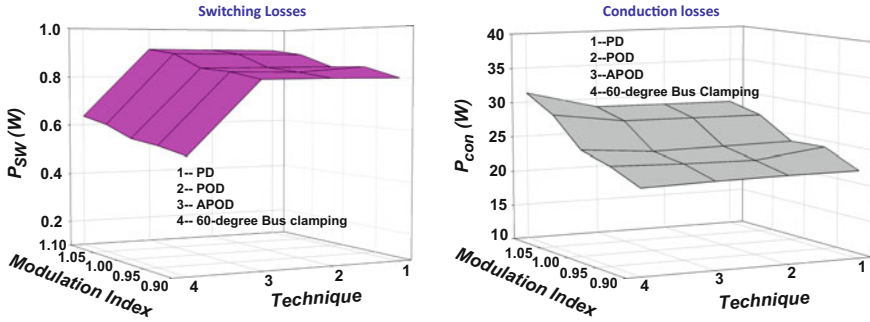 Switching Losses
1.0
0.8
0.6
0.4
0.2
1.10
1.05
1.00
0.95
0.90
P_SW (W)
1-- PD
2-- POD
3-- APOD
4-- 60-degree Bus clamping
Modulation Index
4
3
2
1
Technique
Conduction losses
40
35
30
25
20
15
10
P_con (W)
1--PD
2--POD
3--APOD
4--60-degree Bus Clamping
1.05
1.00
0.95
0.90
Modulation Index
4
3
2
1
Technique